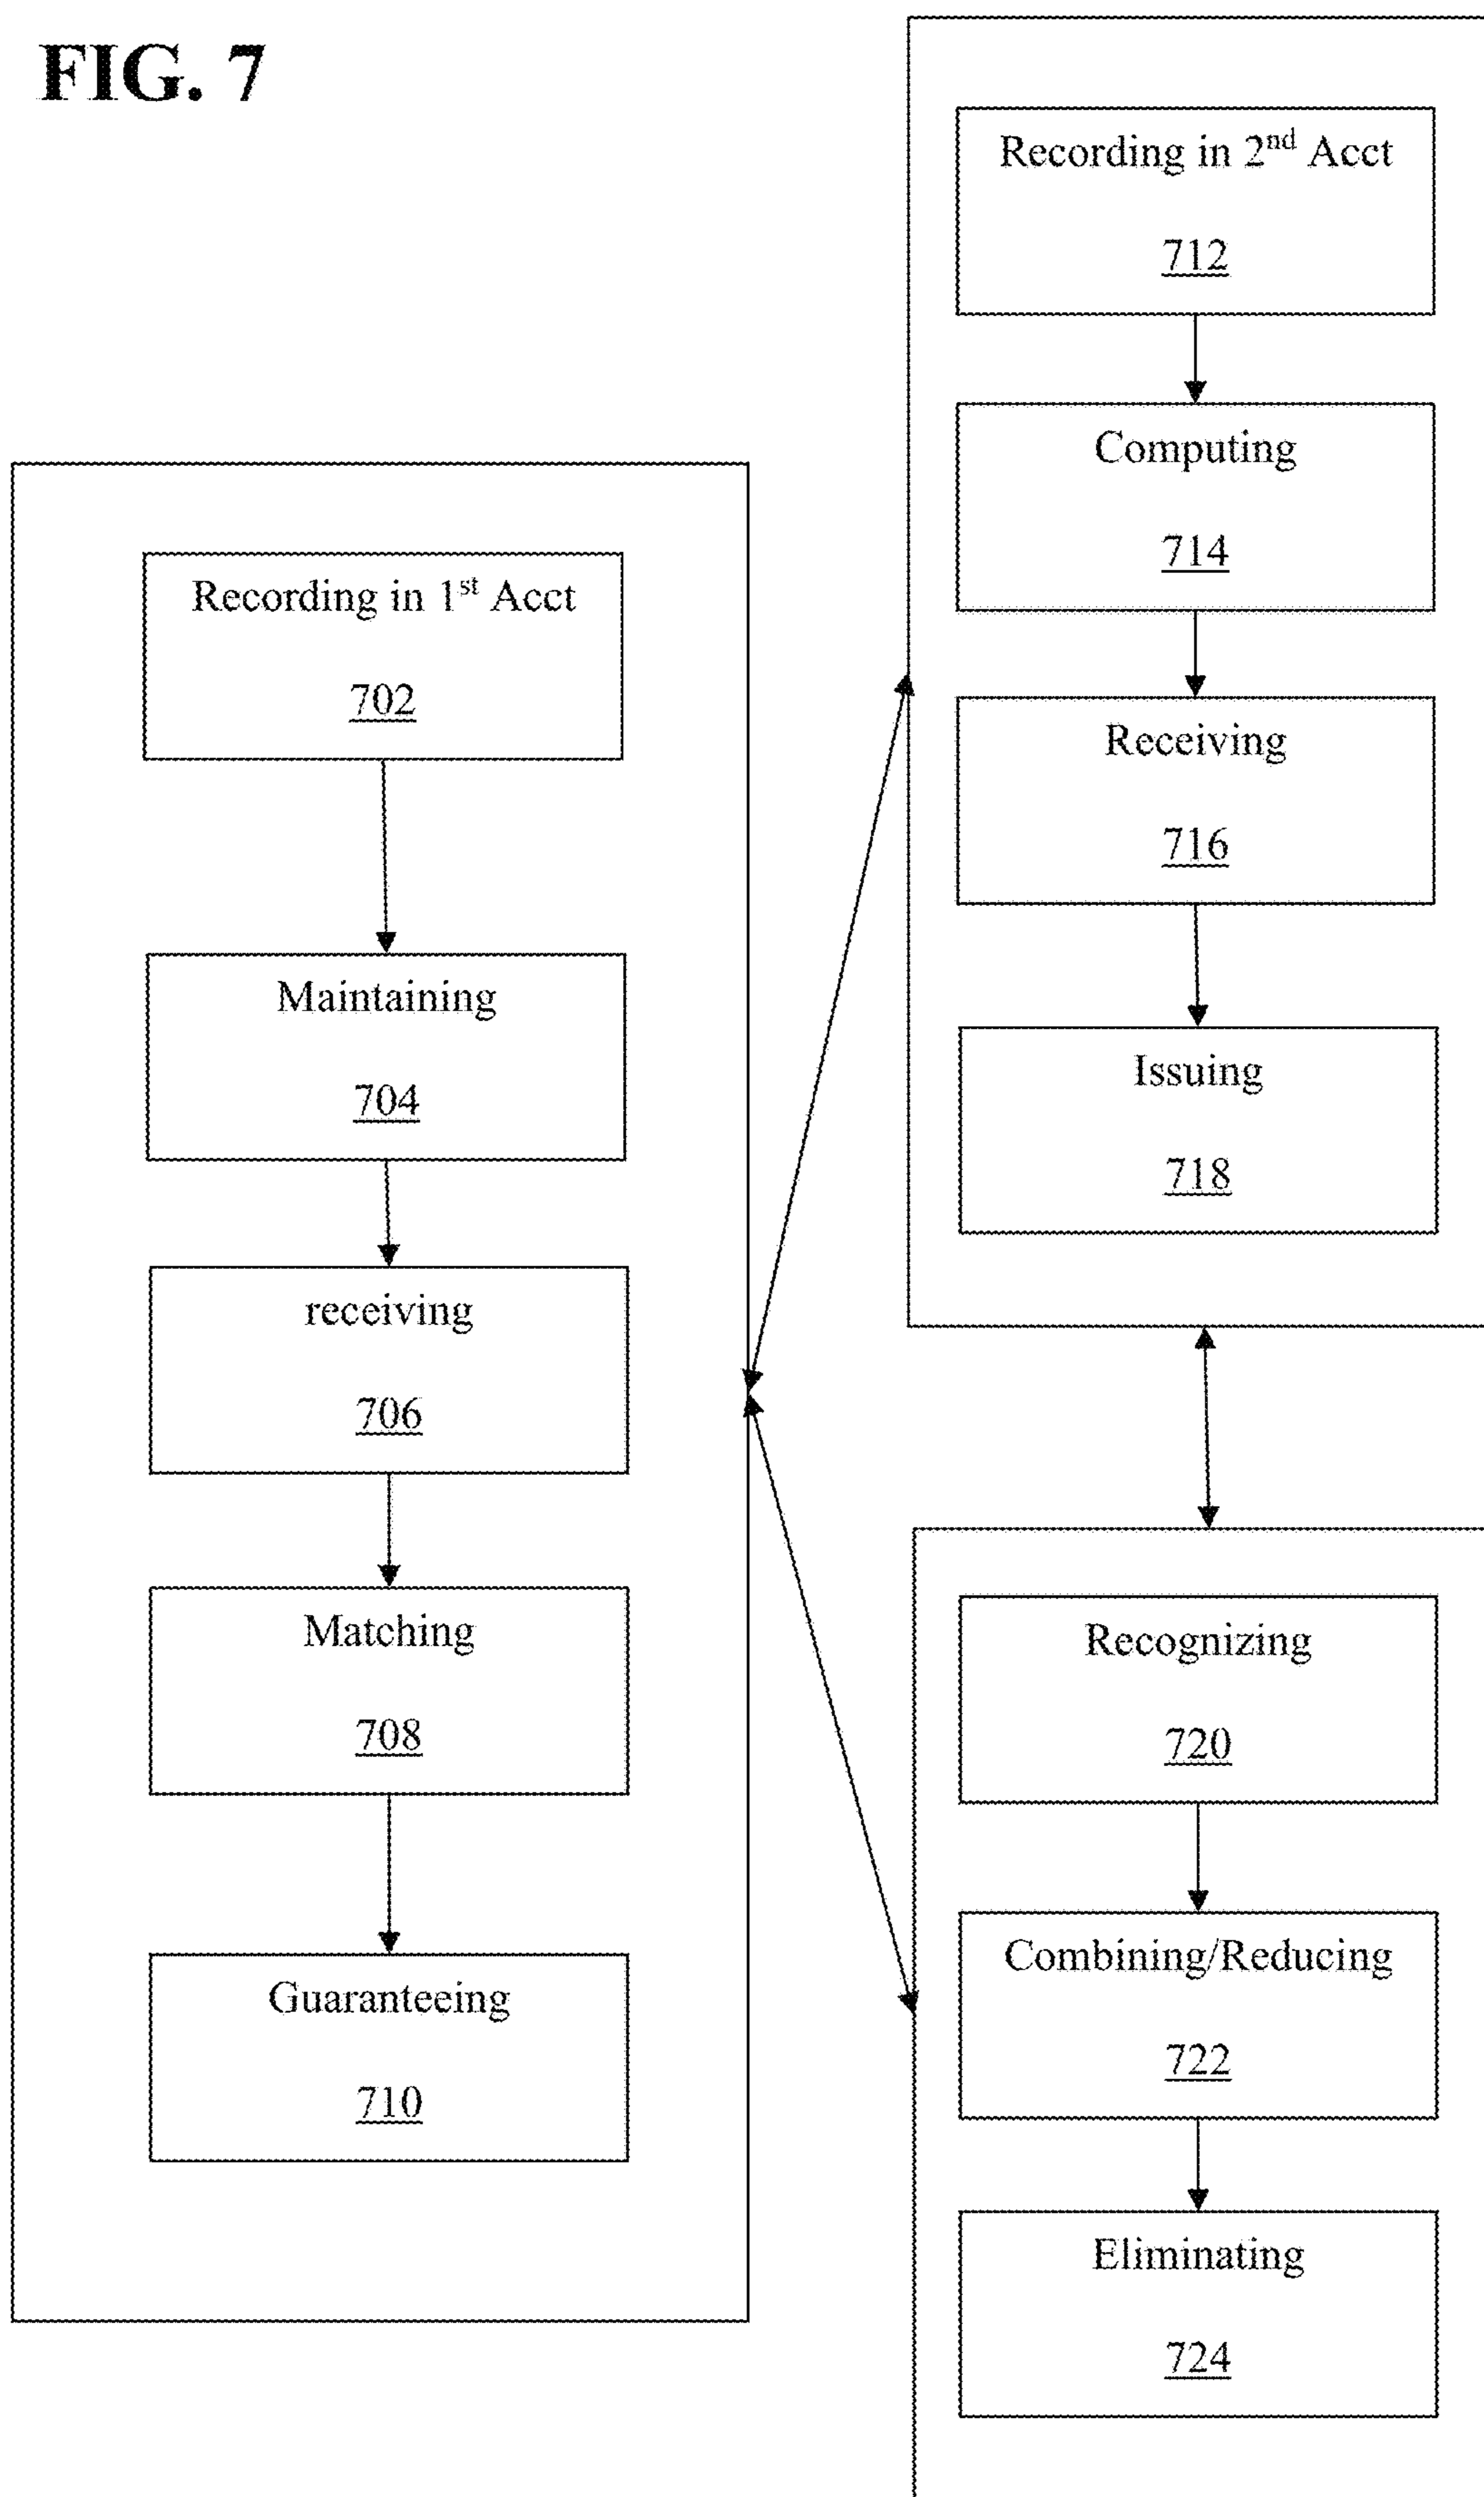 FIG. 7
Recording in 1st Acct
702
Maintaining
704
receiving
706
Matching
708
Guaranteeing
710
Recording in 2nd Acct
712
Computing
714
Receiving
716
Issuing
718
Recognizing
720
Combining/Reducing
722
Eliminating
724